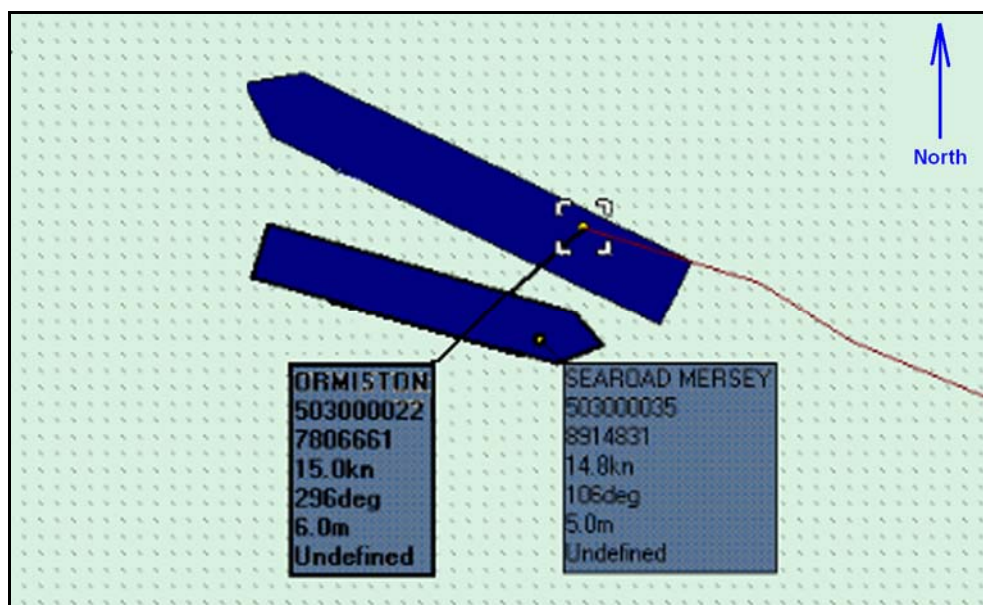 North
ORMISTON
503000022
7806661
15.0kn
296deg
6.0m
Undefined
SEAROAD MERSEY
503000035
8914831
14.8kn
106deg
5.0m
Undefined